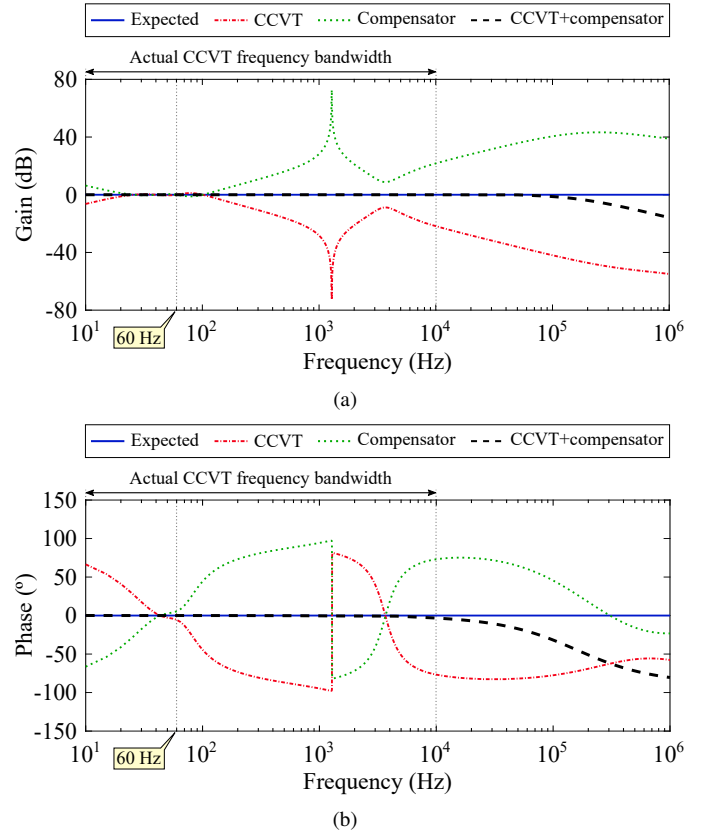 Expected CCVT Compensator CCVT+compensator
Actual CCVT frequency bandwidth
80
40
0
-40
-80
Gain (dB)
10^1 10^2 10^3 10^4 10^5 10^6
60 Hz
Frequency (Hz)
(a)
Expected CCVT Compensator CCVT+compensator
Actual CCVT frequency bandwidth
150
100
50
0
-50
-100
-150
Phase (º)
10^1 10^2 10^3 10^4 10^5 10^6
60 Hz
Frequency (Hz)
(b)